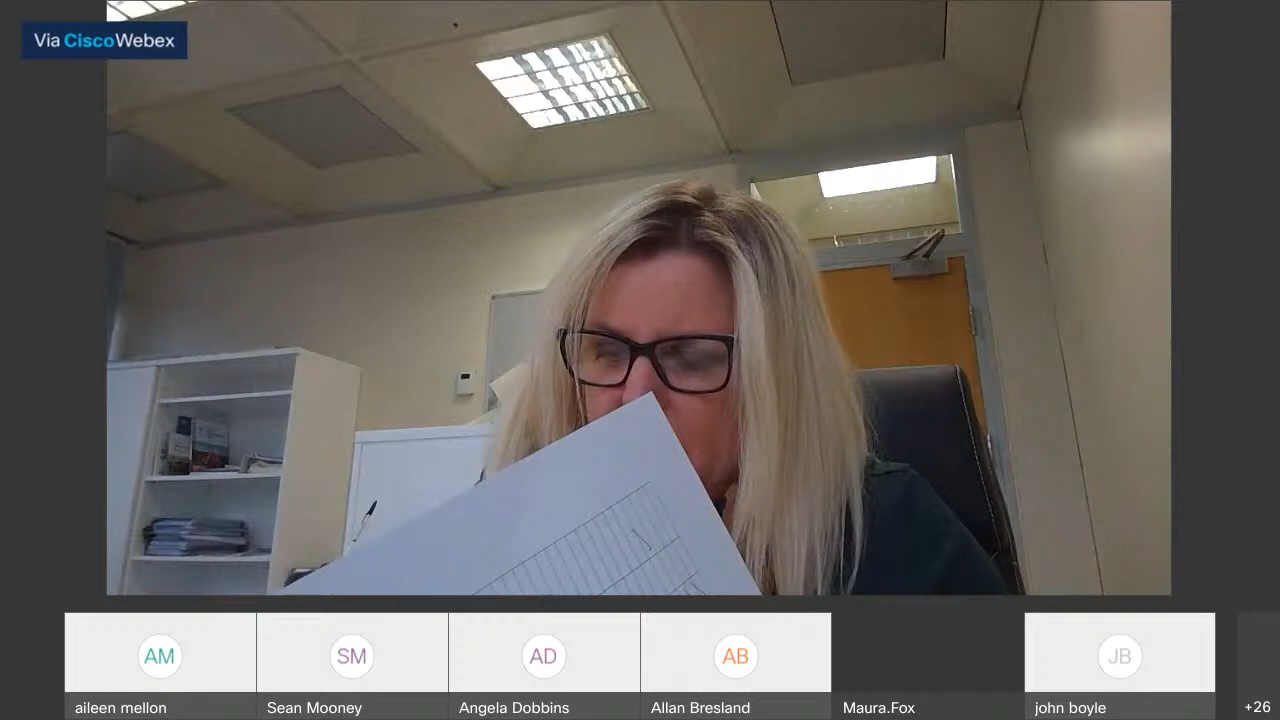 Via CiscoWebex
AM
SM
AD
AB
JB
aileen mellon
Sean Mooney
Angela Dobbins
Allan Bresland
Maura.Fox
john boyle
+26